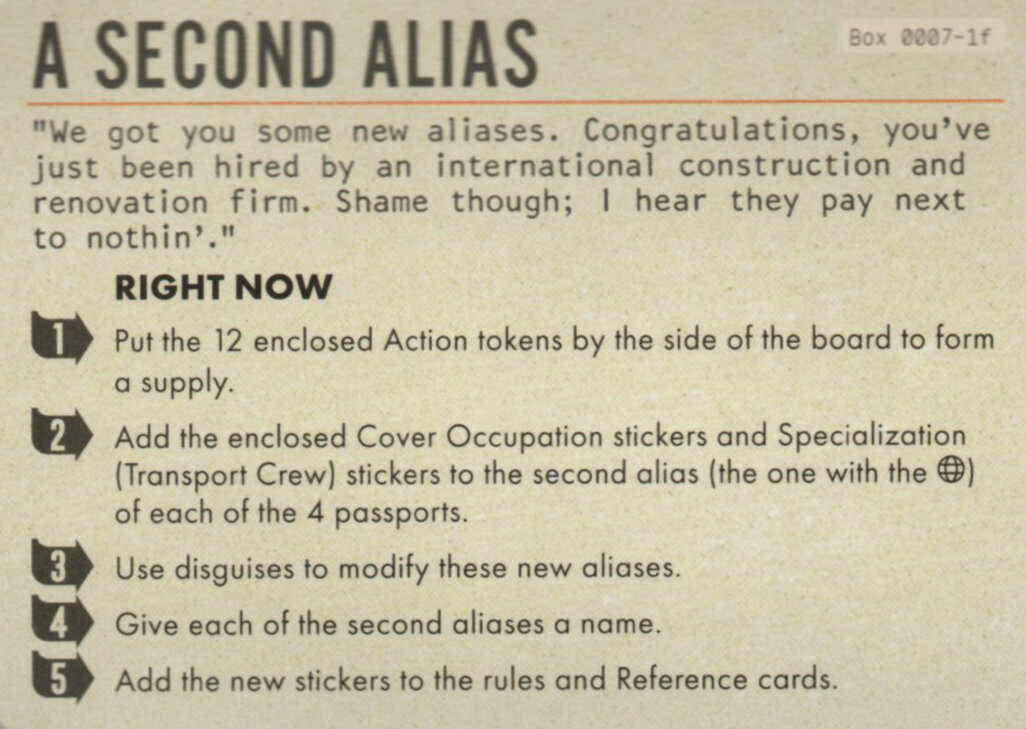 A SECOND ALIAS
Box 0007-1f
"We got you some new aliases. Congratulations, you've
just been hired by an international construction and
renovation firm. Shame though; I hear they pay next
to nothin'."
RIGHT NOW
1 Put the 12 enclosed Action tokens by the side of the board to form
a supply.
2 Add the enclosed Cover Occupation stickers and Specialization
(Transport Crew) stickers to the second alias (the one with the 🌐)
of each of the 4 passports.
3 Use disguises to modify these new aliases.
4 Give each of the second aliases a name.
5 Add the new stickers to the rules and Reference cards.